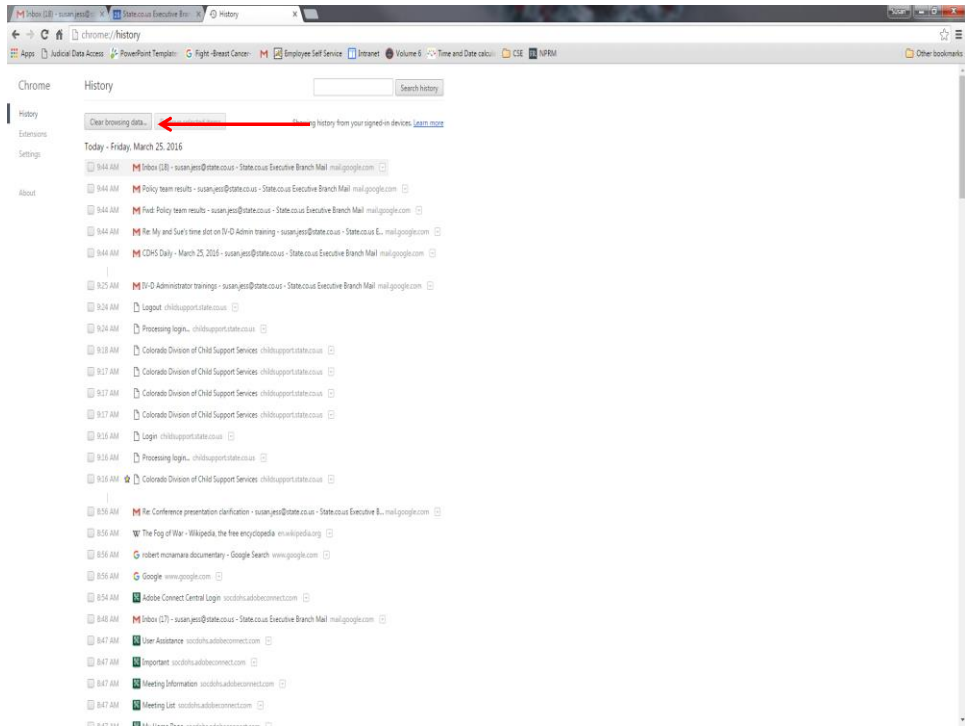 Inbox (18) - susan.jess@s State.co.us Executive Bran History
chrome://history
Apps Judicial Data Access PowerPoint Template Fight -Breast Cancer- Employee Self Service Intranet Volume 6 Time and Date calcula CSE NPRM Other bookmarks
Chrome History Search history
History Clear browsing data... history from your signed-in devices. Learn more
Extensions
Settings Today - Friday, March 25, 2016
9:44 AM Inbox (18) - susan.jess@state.co.us - State.co.us Executive Branch Mail mail.google.com
About 9:44 AM Policy team results - susan.jess@state.co.us - State.co.us Executive Branch Mail mail.google.com
9:44 AM Fwd: Policy team results - susan.jess@state.co.us - State.co.us Executive Branch Mail mail.google.com
9:44 AM Re: My and Sue's time slot on IV-D Admin training - susan.jess@state.co.us - State.co.us E... mail.google.com
9:44 AM CDHS Daily - March 25, 2016 - susan.jess@state.co.us - State.co.us Executive Branch Mail mail.google.com
9:25 AM IV-D Administrator trainings - susan.jess@state.co.us - State.co.us Executive Branch Mail mail.google.com
9:24 AM Logout childsupport.state.co.us
9:24 AM Processing login... childsupport.state.co.us
9:18 AM Colorado Division of Child Support Services childsupport.state.co.us
9:17 AM Colorado Division of Child Support Services childsupport.state.co.us
9:17 AM Colorado Division of Child Support Services childsupport.state.co.us
9:17 AM Colorado Division of Child Support Services childsupport.state.co.us
9:16 AM Login childsupport.state.co.us
9:16 AM Processing login... childsupport.state.co.us
9:16 AM Colorado Division of Child Support Services childsupport.state.co.us
8:56 AM Re: Conference presentation clarification - susan.jess@state.co.us - State.co.us Executive B... mail.google.com
8:56 AM The Fog of War - Wikipedia, the free encyclopedia en.wikipedia.org
8:56 AM robert mcnamara documentary - Google Search www.google.com
8:56 AM Google www.google.com
8:54 AM Adobe Connect Central Login socdohs.adobeconnect.com
8:48 AM Inbox (17) - susan.jess@state.co.us - State.co.us Executive Branch Mail mail.google.com
8:47 AM User Assistance socdohs.adobeconnect.com
8:47 AM Important socdohs.adobeconnect.com
8:47 AM Meeting Information socdohs.adobeconnect.com
8:47 AM Meeting List socdohs.adobeconnect.com